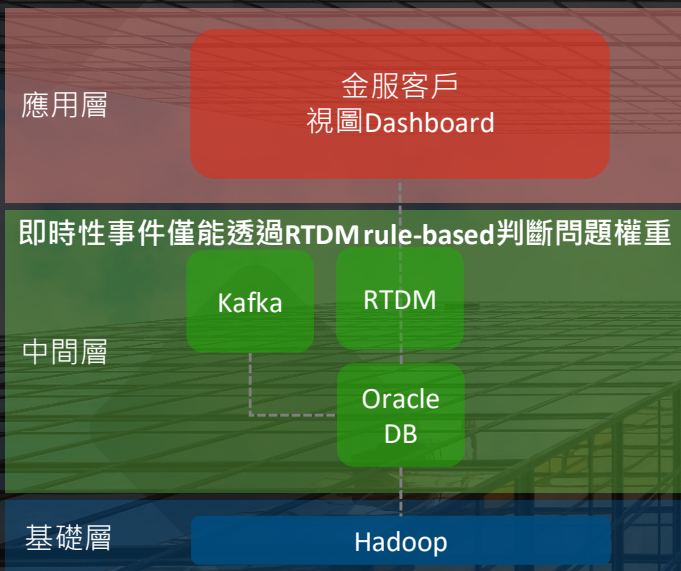 應用層
金服客戶
視圖Dashboard
即時性事件僅能透過RTDM rule-based判斷問題權重
Kafka
RTDM
中間層
Oracle
DB
基礎層
Hadoop